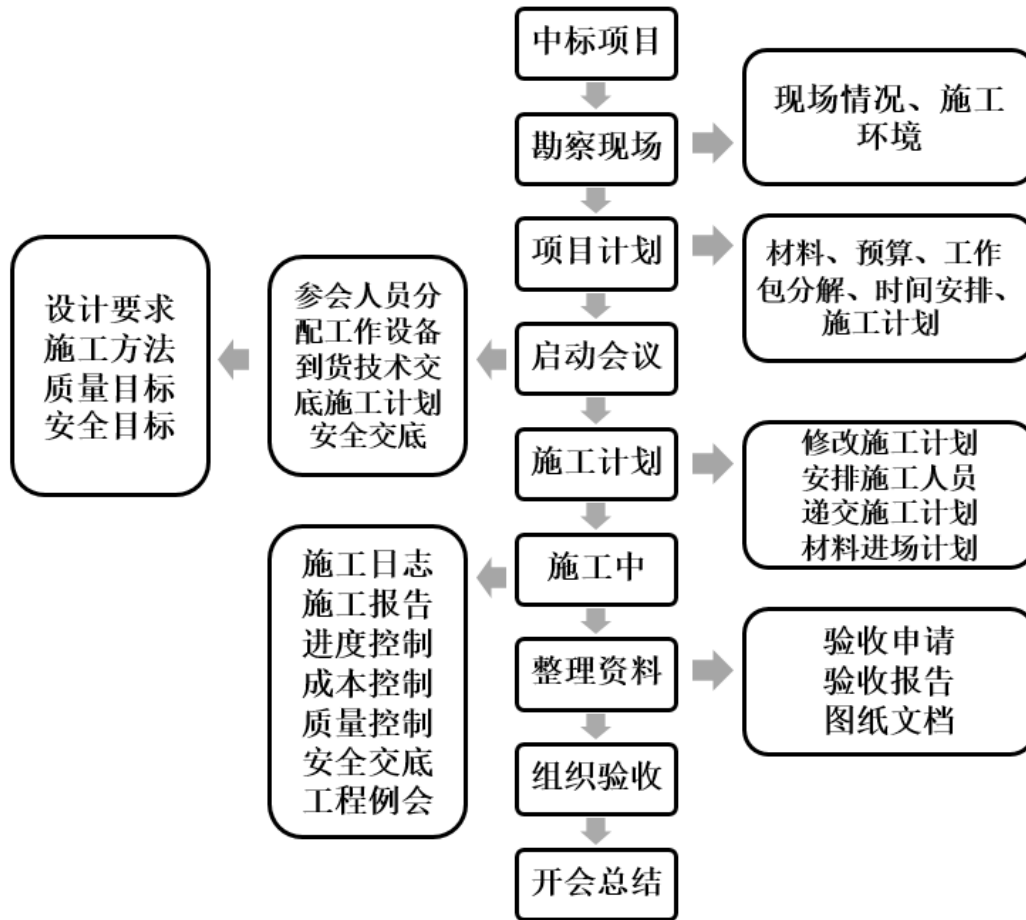 中标项目
勘察现场
现场情况、施工
环境
项目计划
材料、预算、工作
包分解、时间安排、
施工计划
启动会议
参会人员分
配工作设备
到货技术交
底施工计划
安全交底
设计要求
施工方法
质量目标
安全目标
施工计划
修改施工计划
安排施工人员
递交施工计划
材料进场计划
施工中
施工日志
施工报告
进度控制
成本控制
质量控制
安全交底
工程例会
整理资料
验收申请
验收报告
图纸文档
组织验收
开会总结